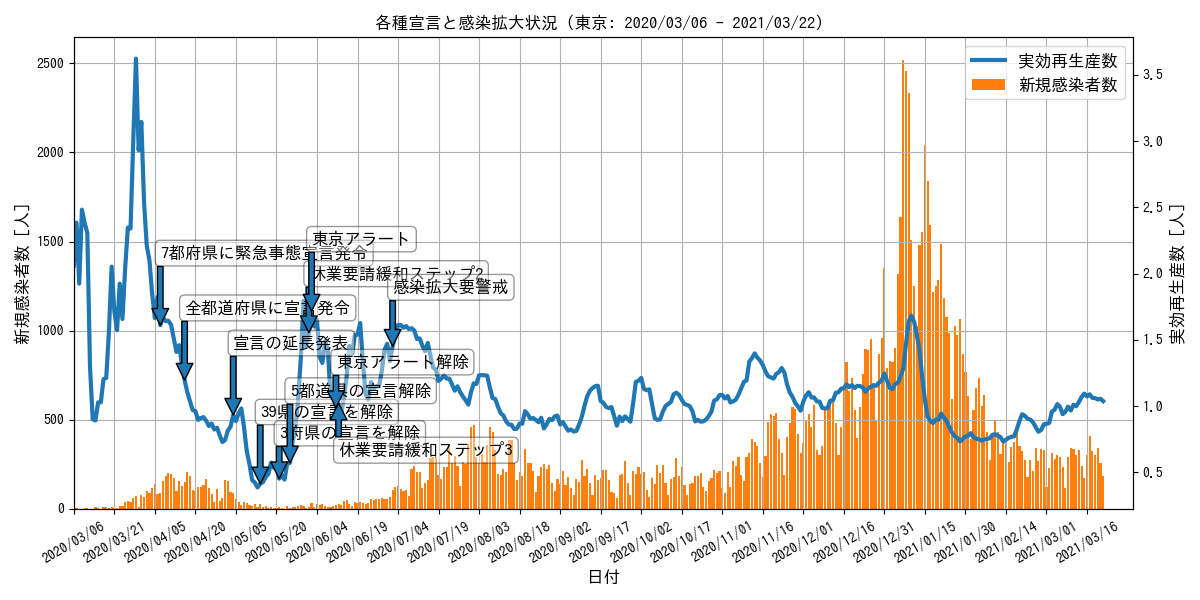 各種宣言と感染拡大状況 (東京: 2020/03/06 - 2021/03/22)
実効再生産数
新規感染者数
新規感染者数 [人]
2500
2000
1500
1000
500
0
3.5
3.0
2.5
2.0
1.5
1.0
0.5
実効再生産数 [人]
東京アラート
7都府県に緊急事態宣言発令
休業要請緩和ステップ2
感染拡大要警戒
全都道府県に宣言発令
宣言の延長発表
東京アラート解除
5都道県の宣言解除
39県の宣言を解除
3府県の宣言を解除
休業要請緩和ステップ3
2020/03/06
2020/03/21
2020/04/05
2020/04/20
2020/05/05
2020/05/20
2020/06/04
2020/06/19
2020/07/04
2020/07/19
2020/08/03
2020/08/18
2020/09/02
2020/09/17
2020/10/02
2020/10/17
2020/11/01
2020/11/16
2020/12/01
2020/12/16
2020/12/31
2021/01/15
2021/01/30
2021/02/14
2021/03/01
2021/03/16
日付